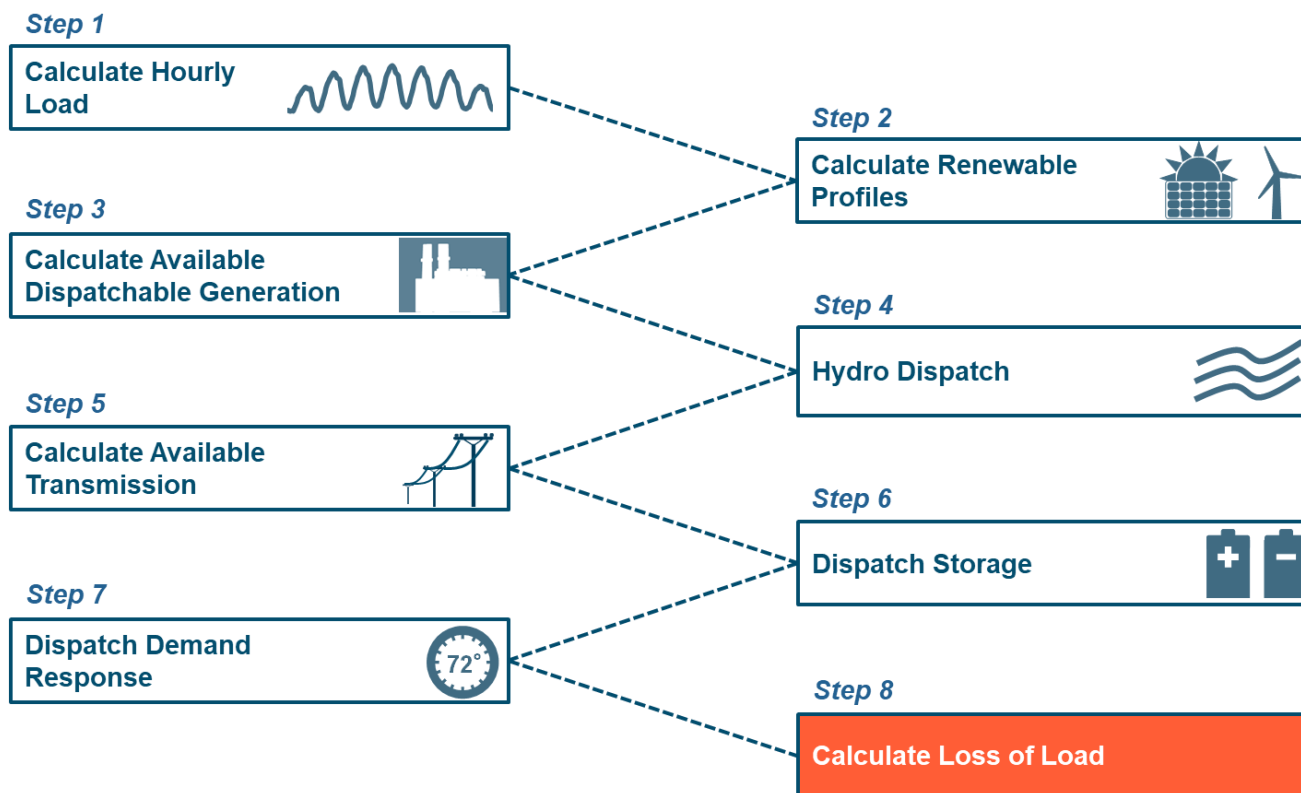 Step 1
Calculate Hourly
Load
Step 2
Calculate Renewable
Profiles
Step 3
Calculate Available
Dispatchable Generation
Step 4
Hydro Dispatch
Step 5
Calculate Available
Transmission
Step 6
Dispatch Storage
+ −
Step 7
Dispatch Demand
Response
72°
Step 8
Calculate Loss of Load